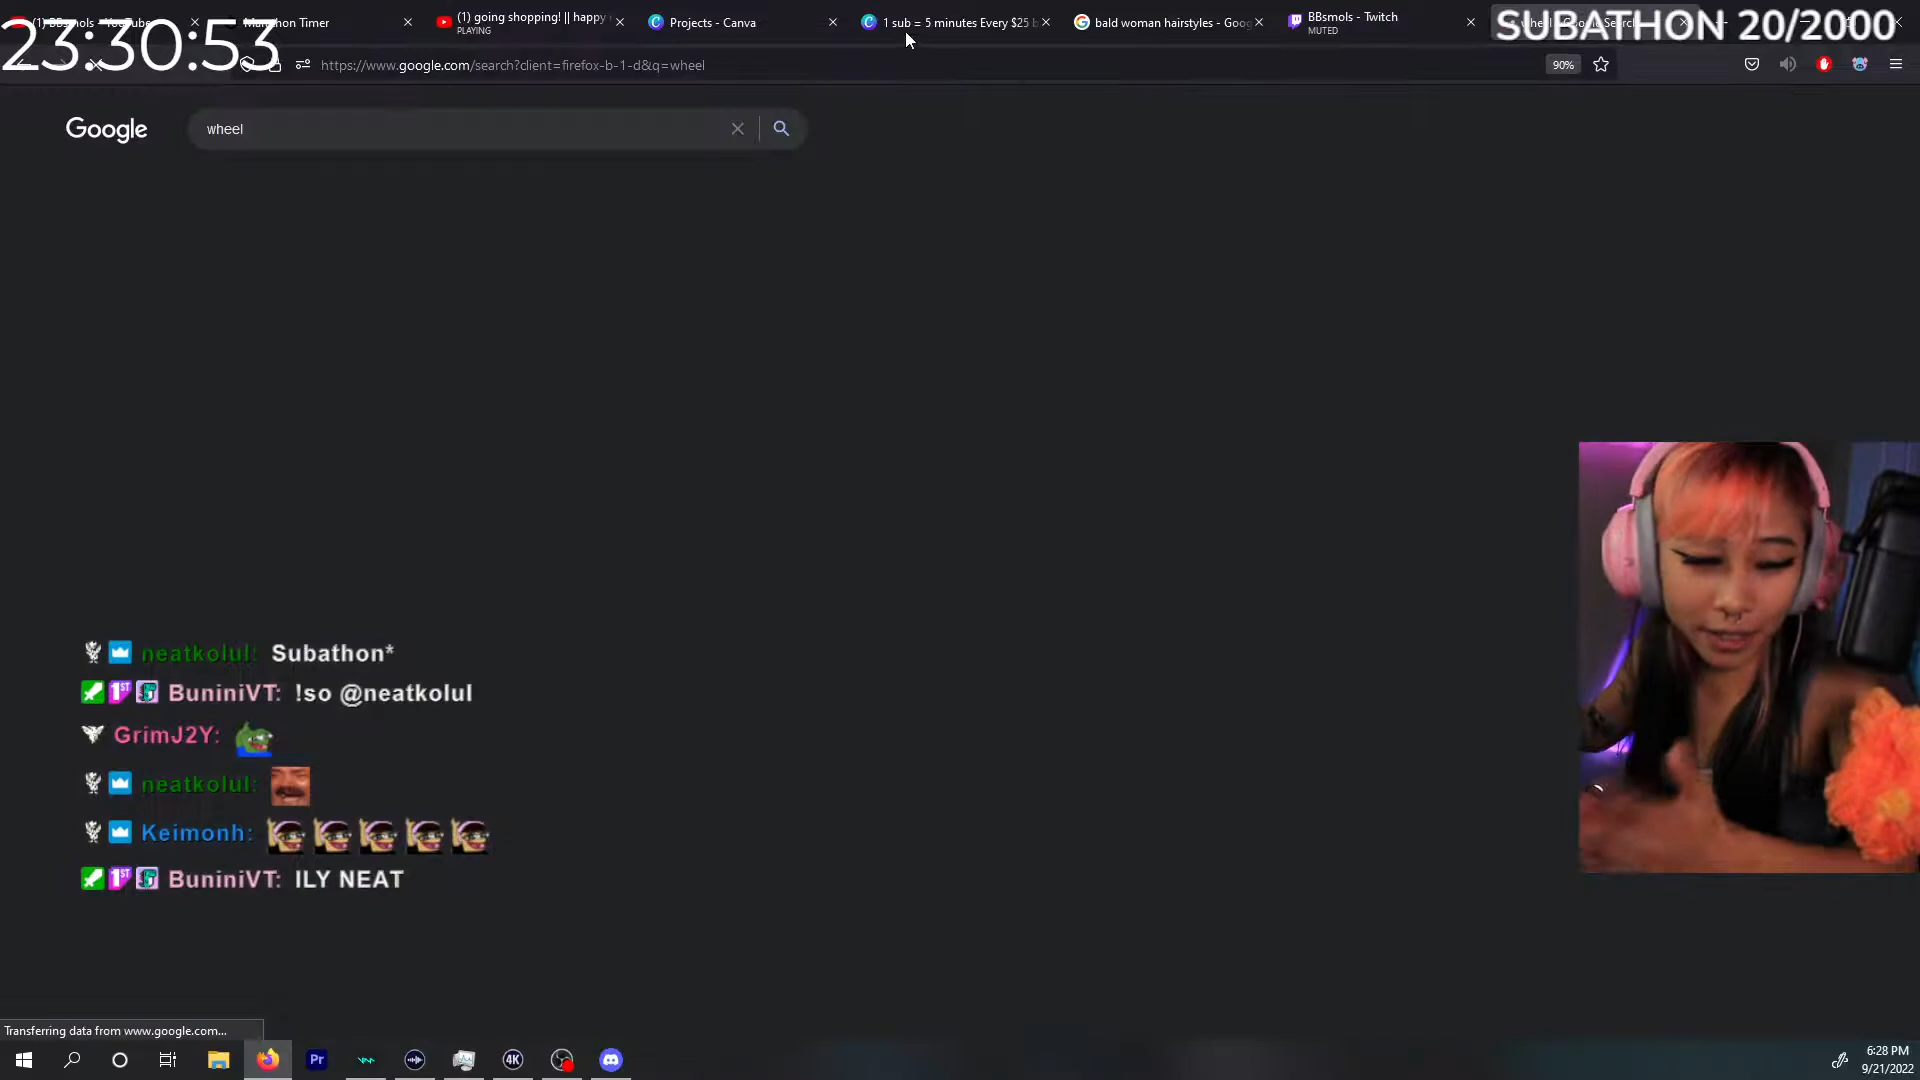 23:30:53
SUBATHON 20/2000
Timer
(1) going shopping! || happy
PLAYING
Projects - Canva
1 sub = 5 minutes Every $25 b
bald woman hairstyles - Goog
BBsmols - Twitch
MUTED
https://www.google.com/search?client=firefox-b-1-d&q=wheel
90%
Google
wheel
neatkolul: Subathon*
BuniniVT: !so @neatkolul
GrimJ2Y:
neatkolul:
Keimonh:
BuniniVT: ILY NEAT
Transferring data from www.google.com...
Pr
4K
6:28 PM
9/21/2022